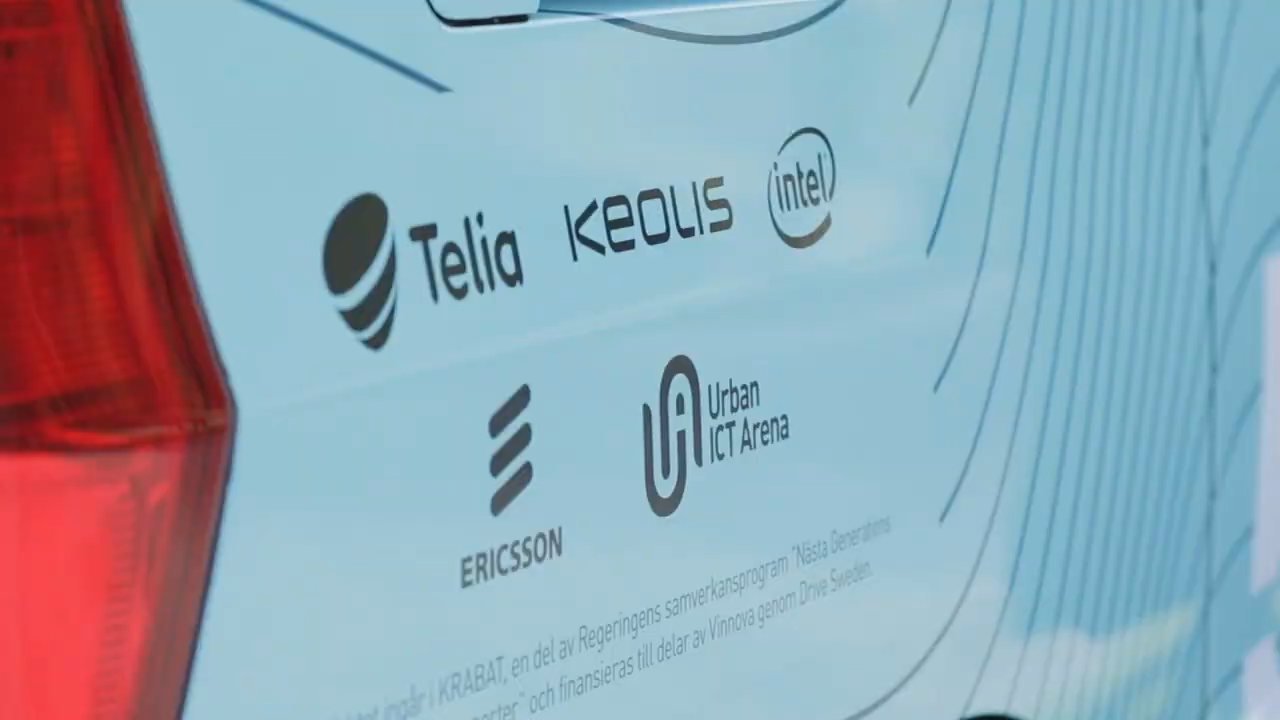 Telia
KEOLIS
intel
ERICSSON
Urban
ICT Arena
ingår i KRABAT, en del av Regeringens samverkansprogram "Nästa Generations
och finansieras till delar av Vinnova genom Drive Sweden.